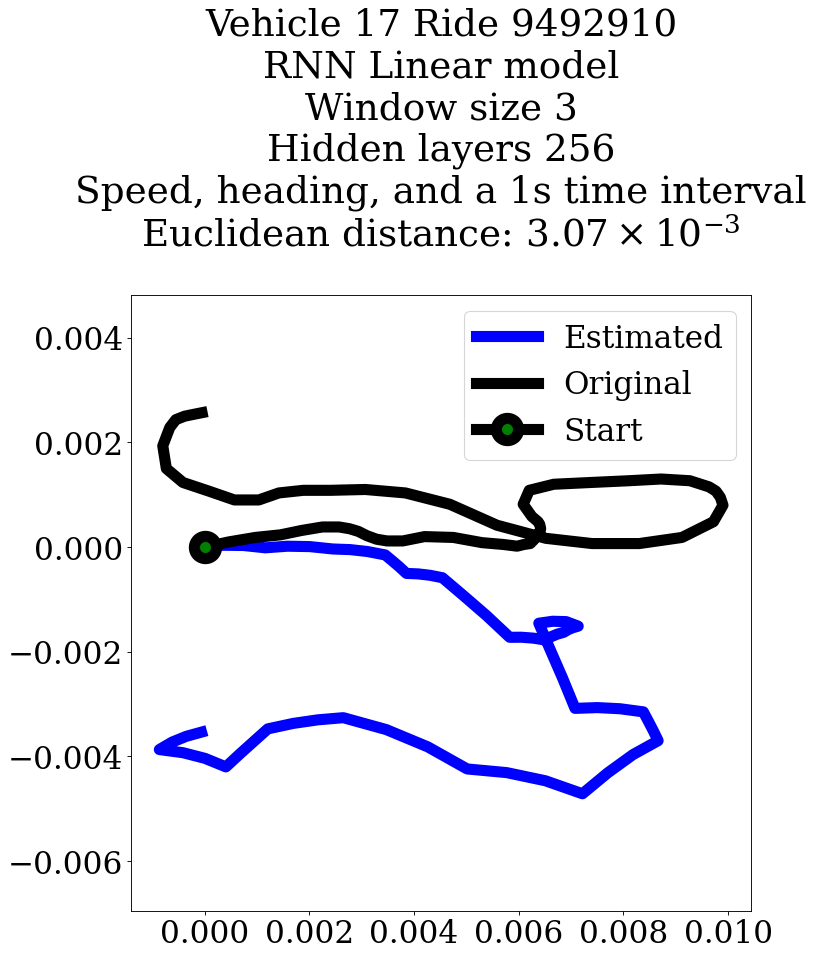 Vehicle 17 Ride 9492910
RNN Linear model
Window size 3
Hidden layers 256
Speed, heading, and a 1s time interval
Euclidean distance: 3.07 × 10⁻³
Estimated
Original
Start
0.004
0.002
0.000
−0.002
−0.004
−0.006
0.000 0.002 0.004 0.006 0.008 0.010